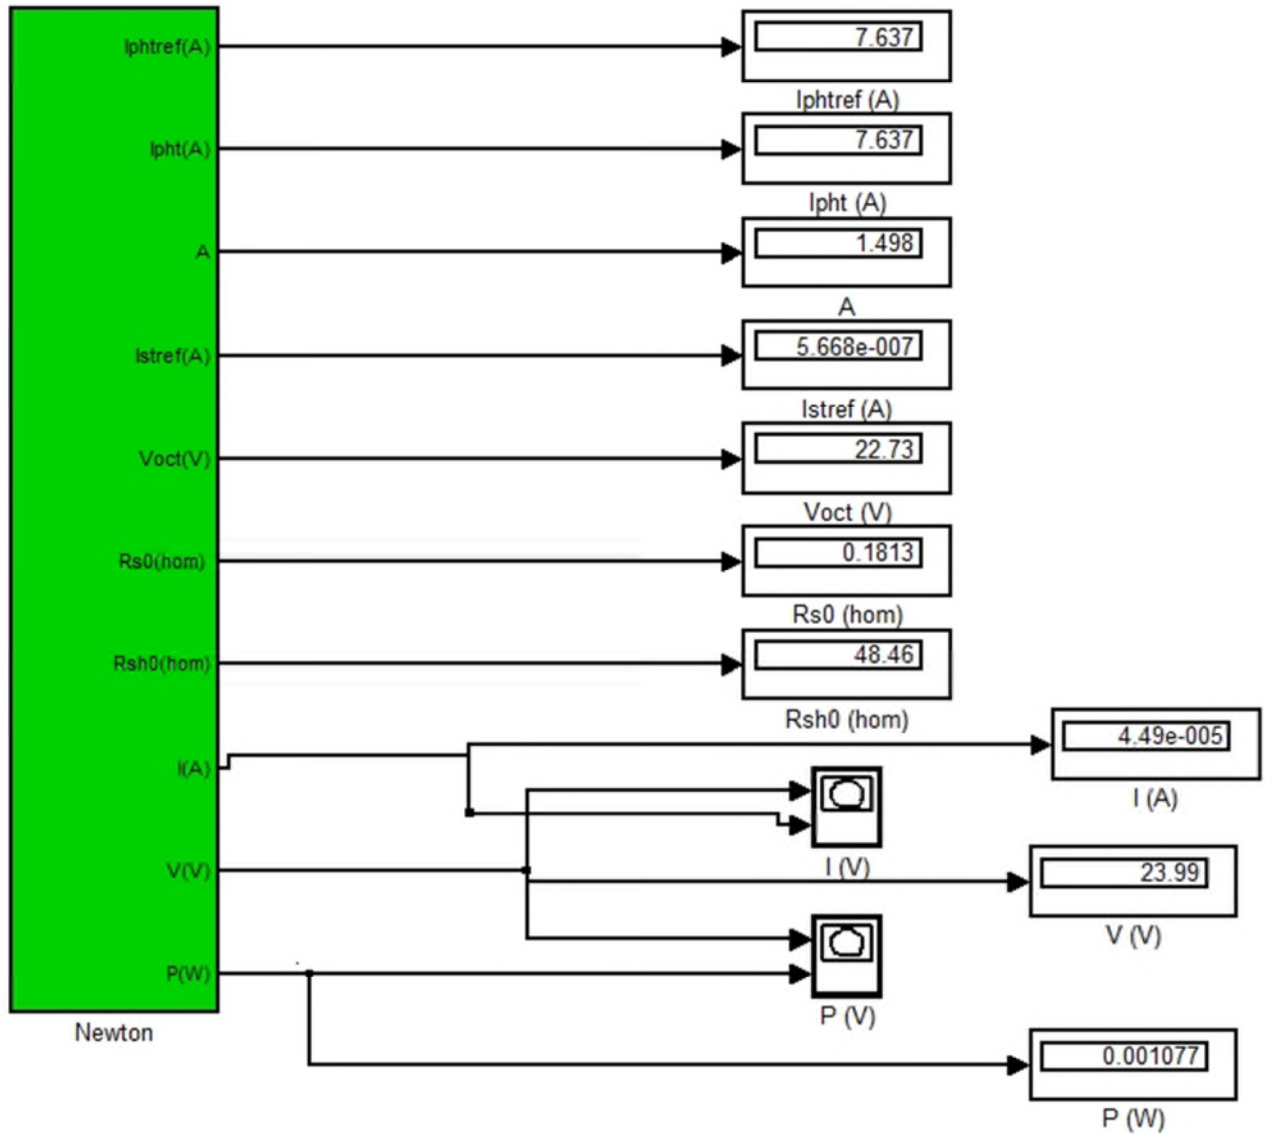 Iphtref(A)
7.637
Iphtref (A)
Ipht(A)
7.637
Ipht (A)
A
1.498
A
Istref(A)
5.668e-007
Istref (A)
Voct(V)
22.73
Voct (V)
Rs0(hom)
0.1813
Rs0 (hom)
Rsh0(hom)
48.46
Rsh0 (hom)
I(A)
4.49e-005
I (A)
I (V)
V(V)
23.99
V (V)
P(W)
P (V)
Newton
0.001077
P (W)